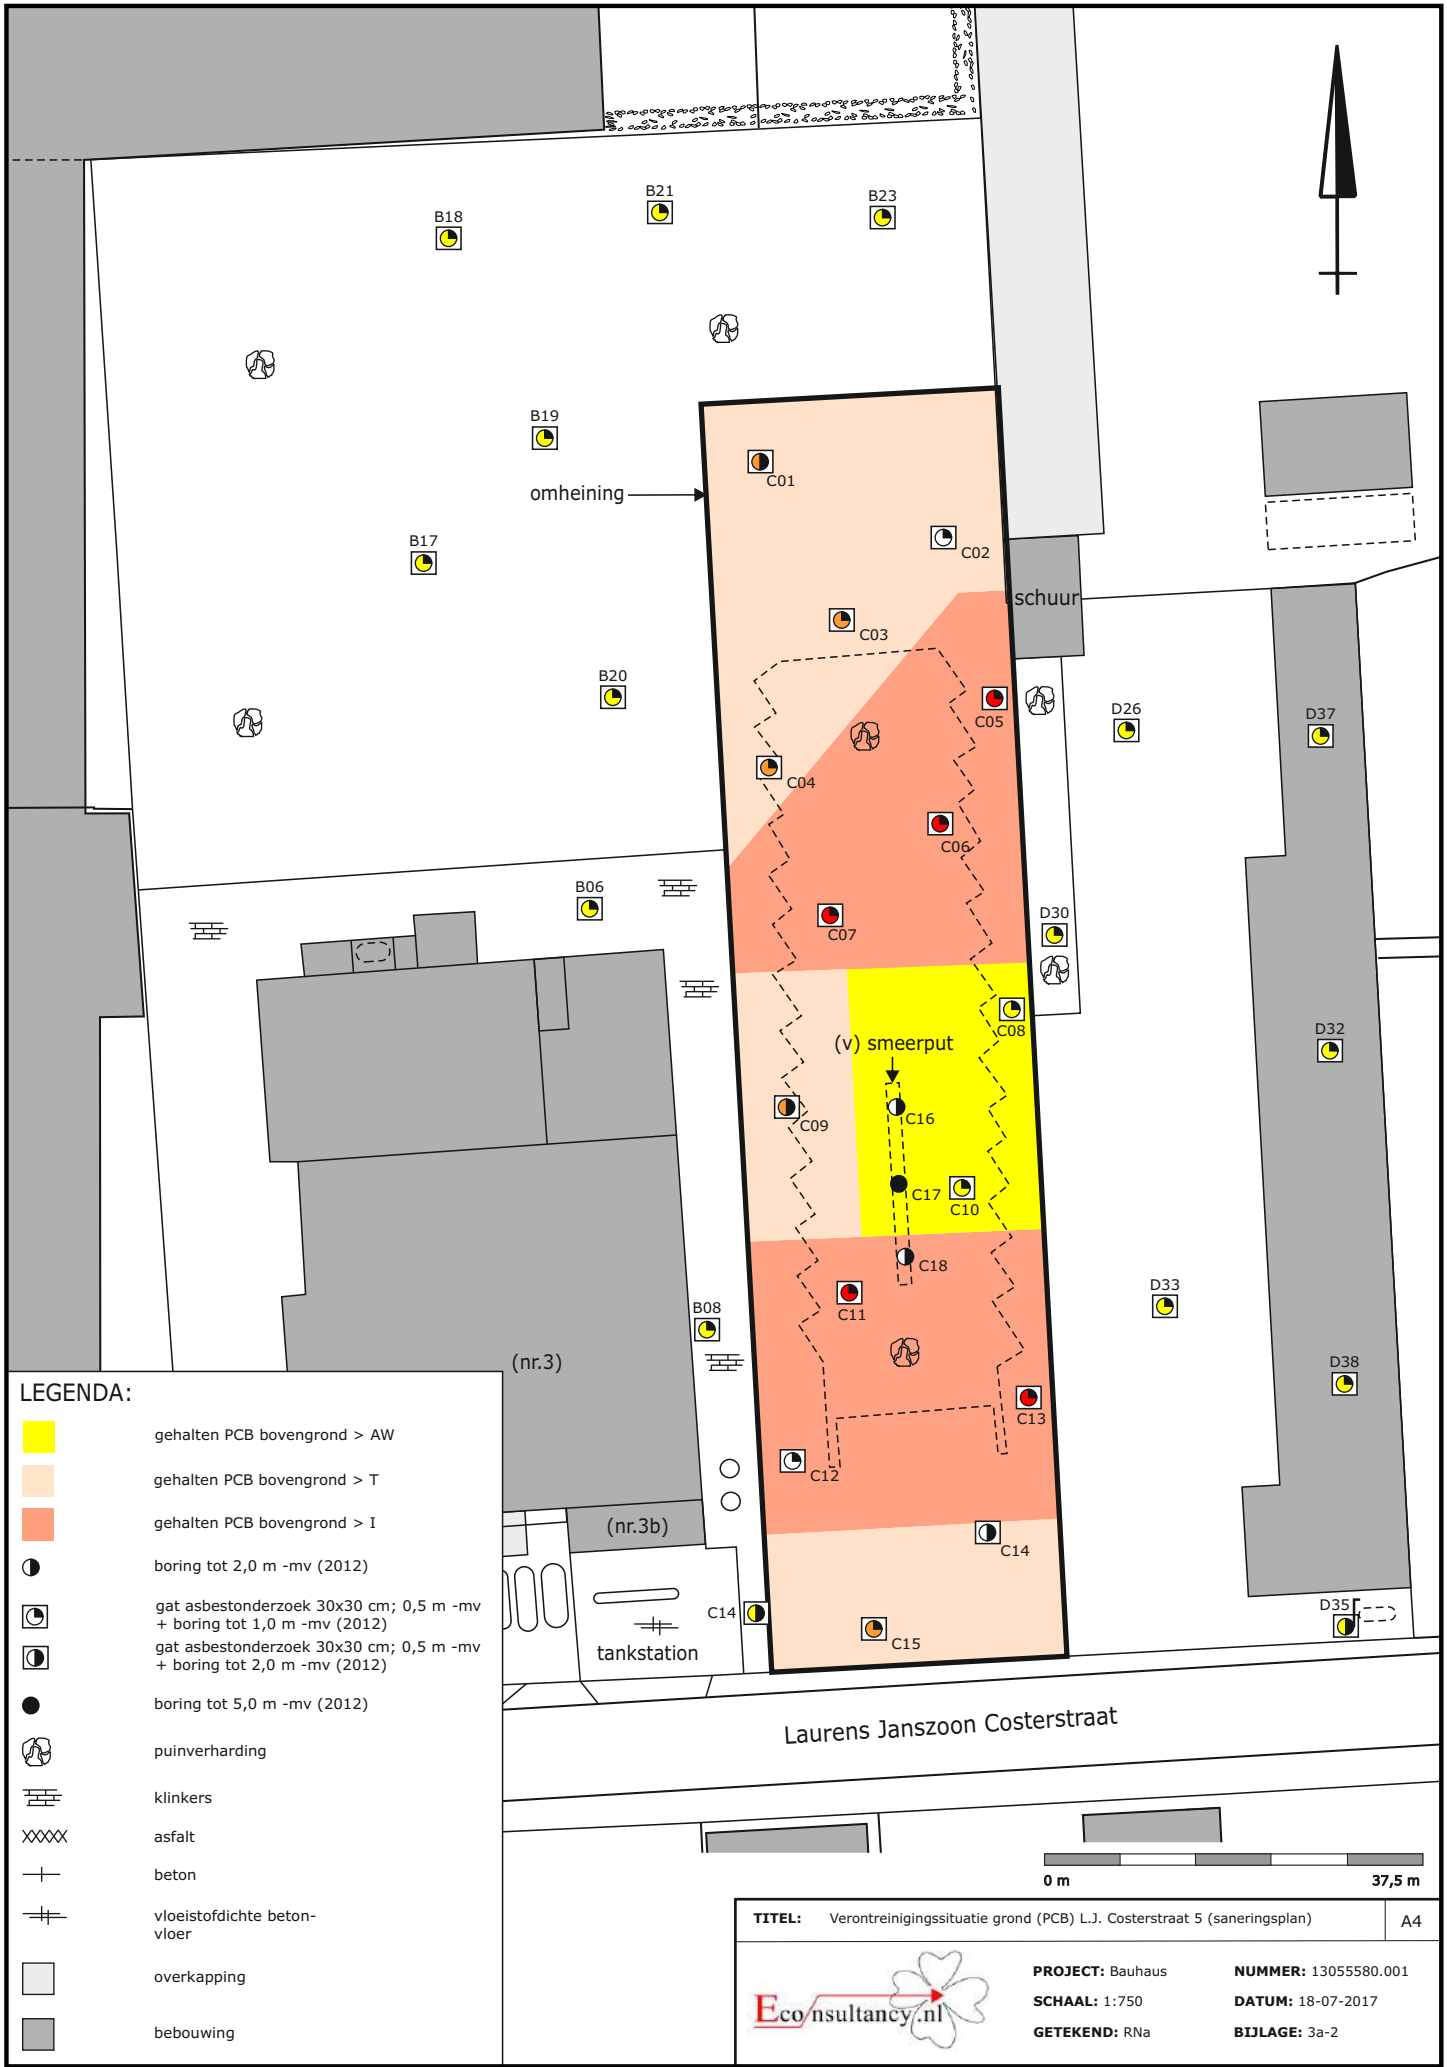 B18
B21
B23
B19
omheining
C01
C02
B17
schuur
C03
B20
C05
D26
D37
C04
C06
B06
C07
D30
C08
(v) smeerput
D32
C09
C16
C17
C10
C18
B08
C11
D33
(nr.3)
D38
C13
C12
(nr.3b)
C14
C14
D35
C15
tankstation
Laurens Janszoon Costerstraat
LEGENDA:
gehalten PCB bovengrond > AW
gehalten PCB bovengrond > T
gehalten PCB bovengrond > I
boring tot 2,0 m -mv (2012)
gat asbestonderzoek 30x30 cm; 0,5 m -mv
+ boring tot 1,0 m -mv (2012)
gat asbestonderzoek 30x30 cm; 0,5 m -mv
+ boring tot 2,0 m -mv (2012)
boring tot 5,0 m -mv (2012)
puinverharding
klinkers
asfalt
beton
vloeistofdichte beton-
vloer
overkapping
bebouwing
0 m 37,5 m
TITEL: Verontreinigingssituatie grond (PCB) L.J. Costerstraat 5 (saneringsplan) A4
Econsultancy.nl
PROJECT: Bauhaus NUMMER: 13055580.001
SCHAAL: 1:750 DATUM: 18-07-2017
GETEKEND: RNa BIJLAGE: 3a-2